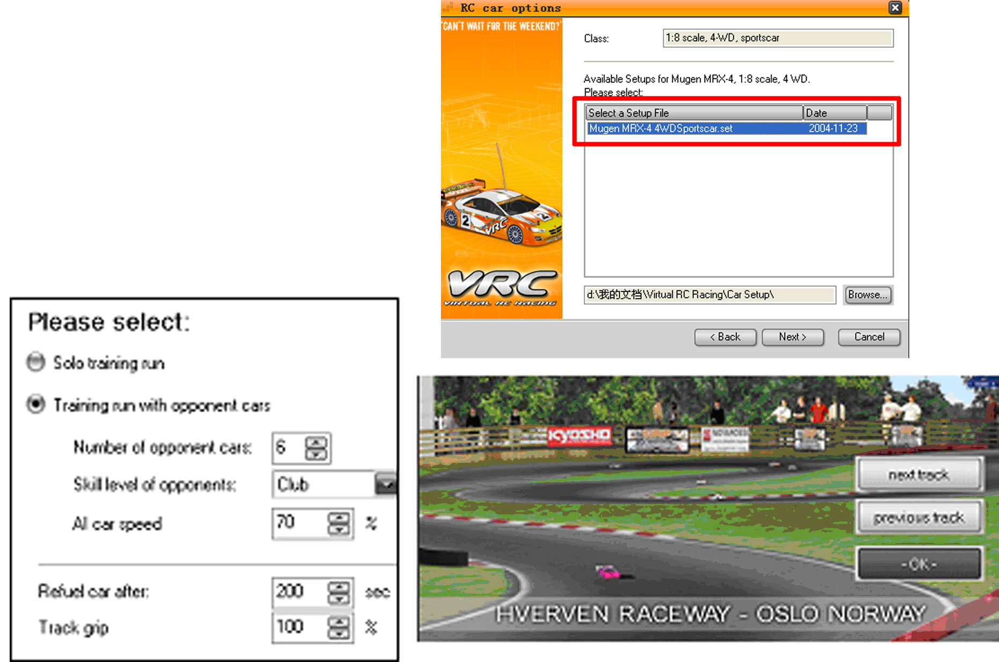 RC car options
"CAN'T WAIT FOR THE WEEKEND?"
Class:
1:8 scale, 4-WD, sportscar
Available Setups for Mugen MRX-4, 1:8 scale, 4 WD.
Please select:
Select a Setup File Date
Mugen MRX-4 4WDSportscar.set 2004-11-23
2
2
VRC
VRC
VIRTUAL RC RACING
d:\我的文档\Virtual RC Racing\Car Setup\
Browse...
< Back Next > Cancel
Please select:
Solo training run
Training run with opponent cars
Number of opponent cars: 6
Skill level of opponents: Club
AI car speed 70 %
Refuel car after: 200 sec
Track grip 100 %
KYOSHO
next track
previous track
- OK -
HVERVEN RACEWAY - OSLO NORWAY